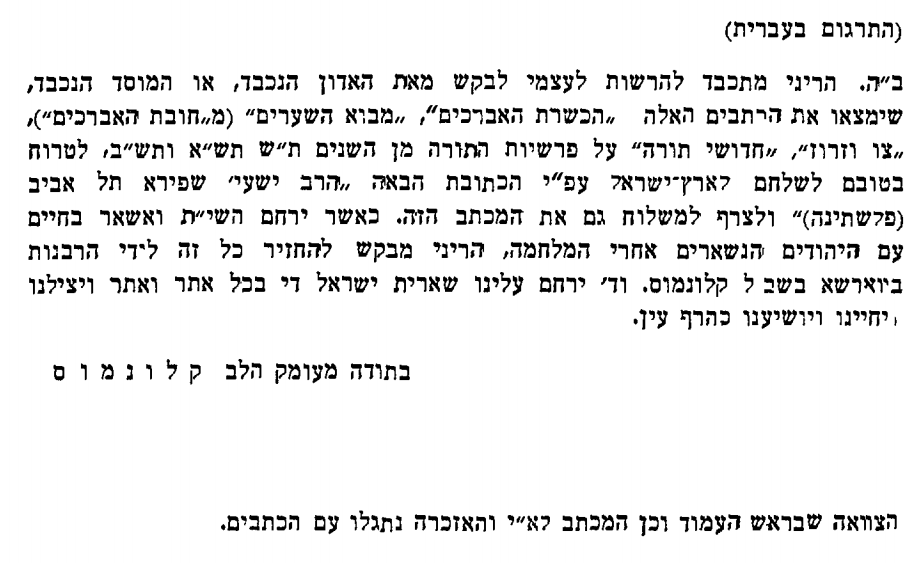 (התרגום בעברית)
ב״ה. הריני מתכבד להרשות לעצמי לבקש מאת האדון הנכבד, או המוסד הנכבד,
שימצאו את הרתבים האלה „הכשרת האברכים״, „מבוא השערים״ (מ„חובת האברכים״),
„צו וזרוז״, „חדושי תורה״ על פרשיות התורה מן השנים ת״ש תש״א ותש״ב, לטרוח
בטובם לשלחם לארץ־ישראל עפ״י הכתובת הבאה „הרב ישעי׳ שפירא תל אביב
(פלשתינה)״ ולצרף למשלוח גם את המכתב הזה. כאשר ירחם השי״ת ואשאר בחיים
עם היהודים הנשארים אחרי המלחמה, הריני מבקש להחזיר כל זה לידי הרבנות
בווארשא בשב ל קלונמוס. וד׳ ירחם עלינו שארית ישראל די בכל אתר ואתר ויצילנו
יחיינו ויושיענו כהרף עין.
בתודה מעומק הלב ק ל ו נ מ ו ס
הצוואה שבראש העמוד וכן המכתב לא״י והאזכרה נתגלו עם הכתבים.